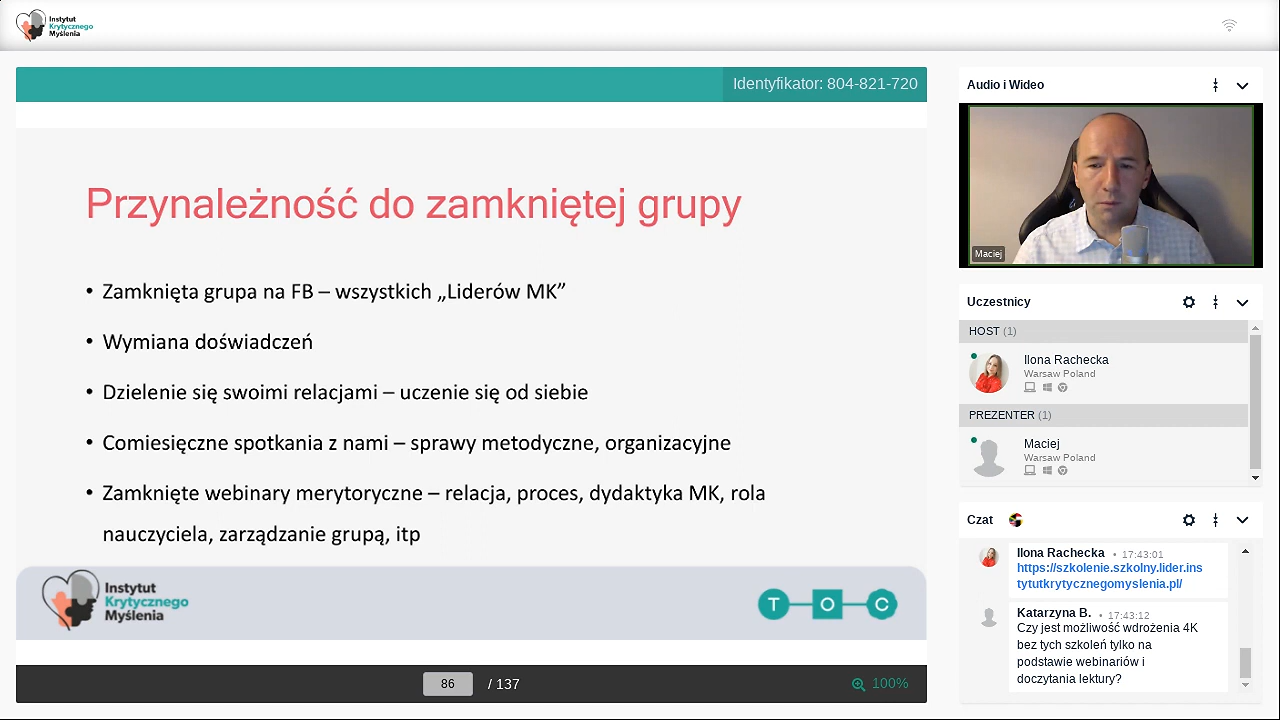 Instytut
Krytycznego
Myślenia
Identyfikator: 804-821-720
Przynależność do zamkniętej grupy
• Zamknięta grupa na FB – wszystkich „Liderów MK”
• Wymiana doświadczeń
• Dzielenie się swoimi relacjami – uczenie się od siebie
• Comiesięczne spotkania z nami – sprawy metodyczne, organizacyjne
• Zamknięte webinary merytoryczne – relacja, proces, dydaktyka MK, rola
nauczyciela, zarządzanie grupą, itp
Instytut
Krytycznego
Myślenia
T O C
86 / 137
100%
Audio i Wideo
Maciej
Uczestnicy
HOST (1)
Ilona Rachecka
Warsaw Poland
PREZENTER (1)
Maciej
Warsaw Poland
Czat
Ilona Rachecka • 17:43:01
https://szkolenie.szkolny.lider.ins
tytutkrytycznegomyslenia.pl/
Katarzyna B. • 17:43:12
Czy jest możliwość wdrożenia 4K
bez tych szkoleń tylko na
podstawie webinariów i
doczytania lektury?